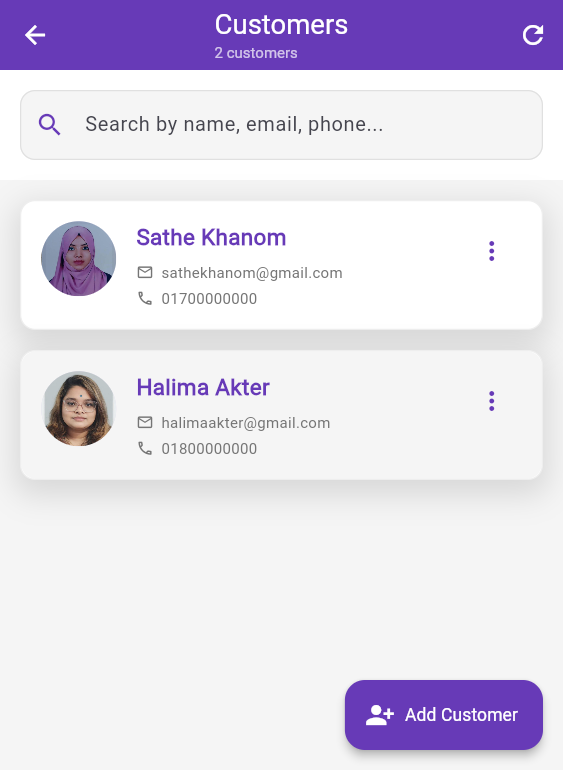 Customers
2 customers
Search by name, email, phone...
Sathe Khanom
sathekhanom@gmail.com
01700000000
Halima Akter
halimaakter@gmail.com
01800000000
Add Customer